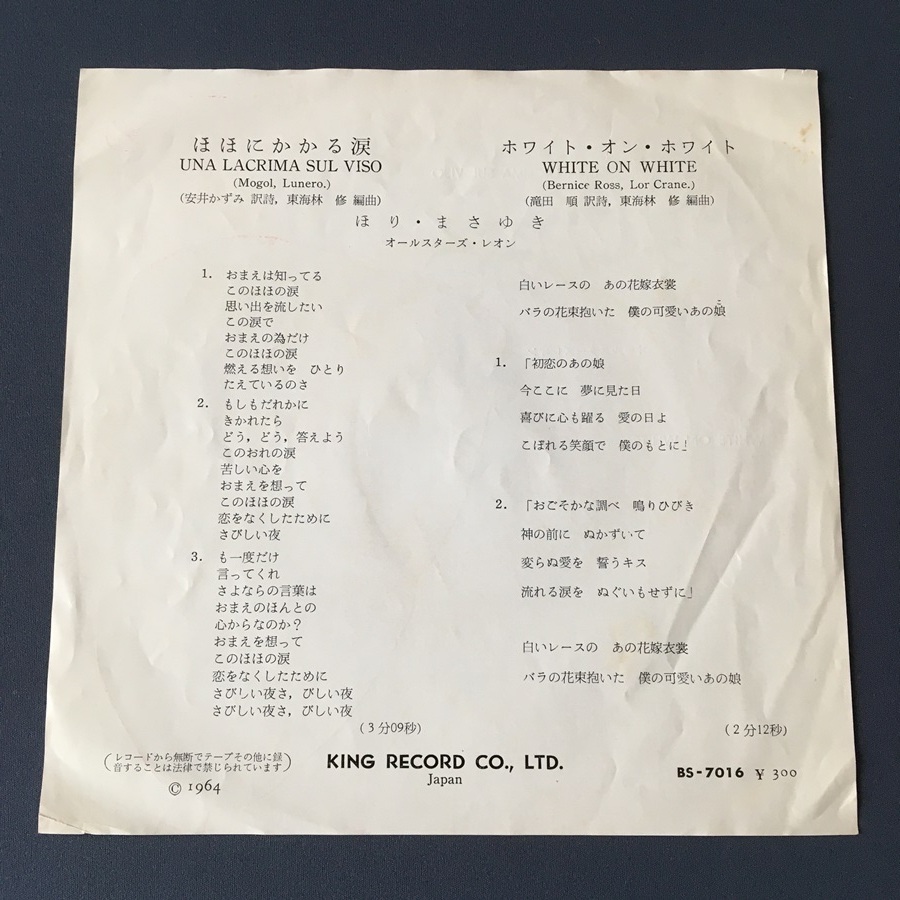 ほほにかかる涙
UNA LACRIMA SUL VISO
(Mogol, Lunero.)
(安井かずみ 訳詩, 東海林 修 編曲)
ホワイト・オン・ホワイト
WHITE ON WHITE
(Bernice Ross, Lor Crane.)
(滝田 順 訳詩, 東海林 修 編曲)
ほり・まさゆき
オールスターズ・レオン
1. おまえは知ってる
このほほの涙
思い出を流したい
この涙で
おまえの為だけ
このほほの涙
燃える想いを ひとり
たえているのさ
2. もしもだれかに
きかれたら
どう, どう, 答えよう
このおれの涙
苦しい心を
おまえを想って
このほほの涙
恋をなくしたために
さびしい夜
3. も一度だけ
言ってくれ
さよならの言葉は
おまえのほんとの
心からなのか?
おまえを想って
このほほの涙
恋をなくしたために
さびしい夜さ, びしい夜
さびしい夜さ, びしい夜
(3分09秒)
白いレースの あの花嫁衣裳
バラの花束抱いた 僕の可愛いあの娘
こ
1. 「初恋のあの娘
今ここに 夢に見た日
喜びに心も躍る 愛の日よ
こぼれる笑顔で 僕のもとに」
2. 「おごそかな調べ 鳴りひびき
神の前に ぬかずいて
変らぬ愛を 誓うキス
流れる涙を ぬぐいもせずに」
白いレースの あの花嫁衣裳
バラの花束抱いた 僕の可愛いあの娘
(2分12秒)
(レコードから無断でテープその他に録
音することは法律で禁じられています)
© 1964
KING RECORD CO., LTD.
Japan
BS-7016 ¥ 300